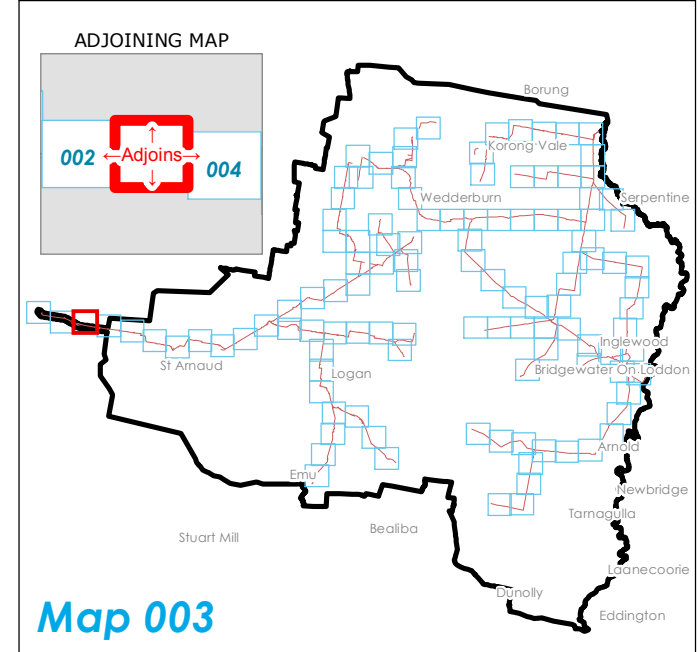 ADJOINING MAP
002
Adjoins
004
Borung
Korong Vale
Wedderburn
Serpentine
Inglewood
St Arnaud
Bridgewater On Loddon
Logan
Arnold
Emu
Newbridge
Tarnagulla
Bealiba
Stuart Mill
Laanecoorie
Dunolly
Eddington
Map 003